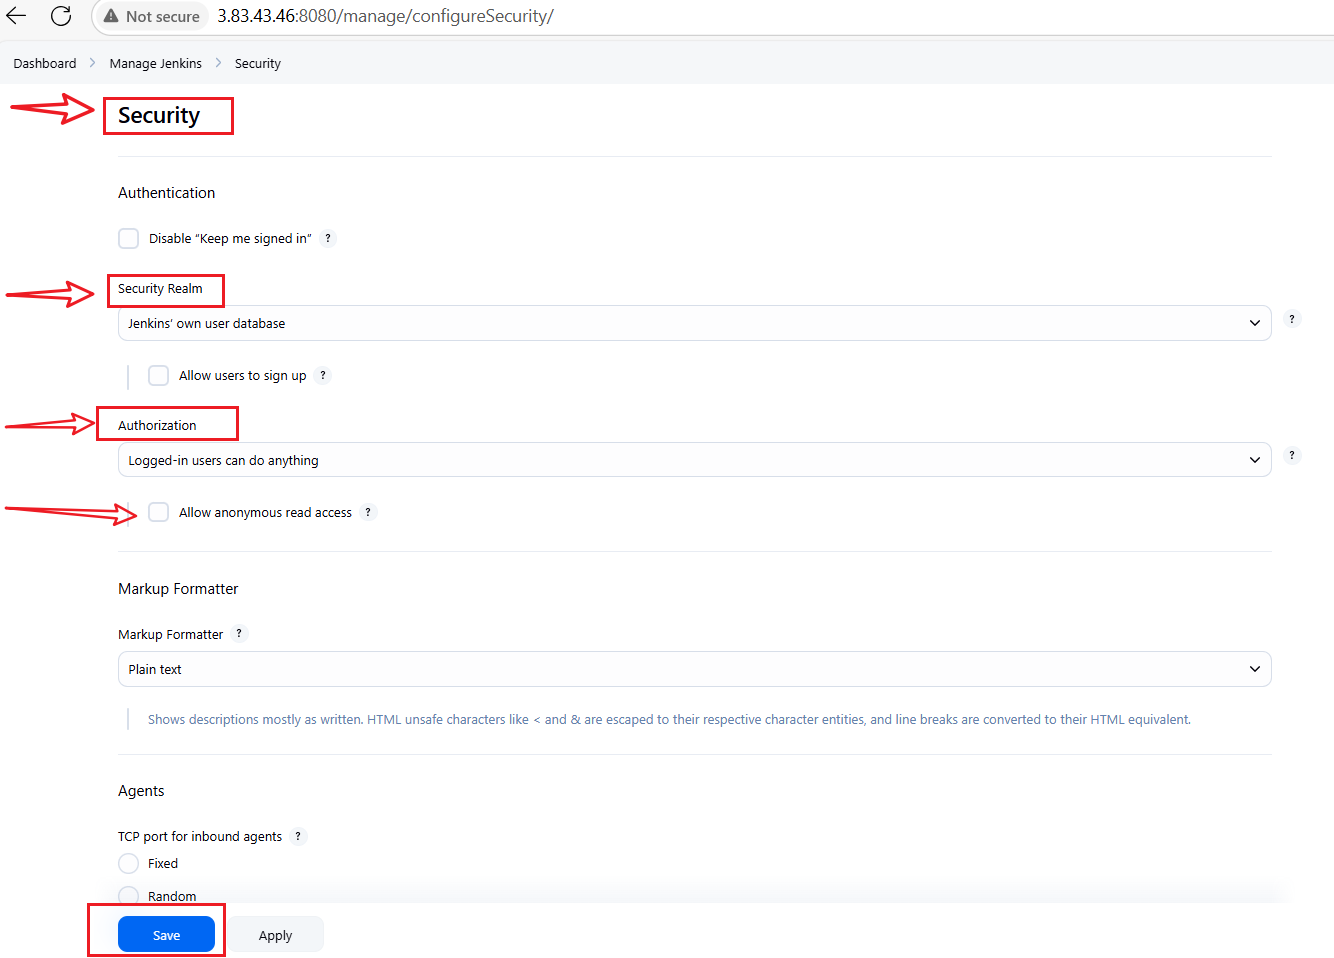 Not secure 3.83.43.46:8080/manage/configureSecurity/
Dashboard > Manage Jenkins > Security
Security
Authentication
Disable “Keep me signed in” ?
Security Realm
Jenkins’ own user database
?
Allow users to sign up ?
Authorization
Logged-in users can do anything
?
Allow anonymous read access ?
Markup Formatter
Markup Formatter ?
Plain text
Shows descriptions mostly as written. HTML unsafe characters like < and & are escaped to their respective character entities, and line breaks are converted to their HTML equivalent.
Agents
TCP port for inbound agents ?
Fixed
Random
Save Apply